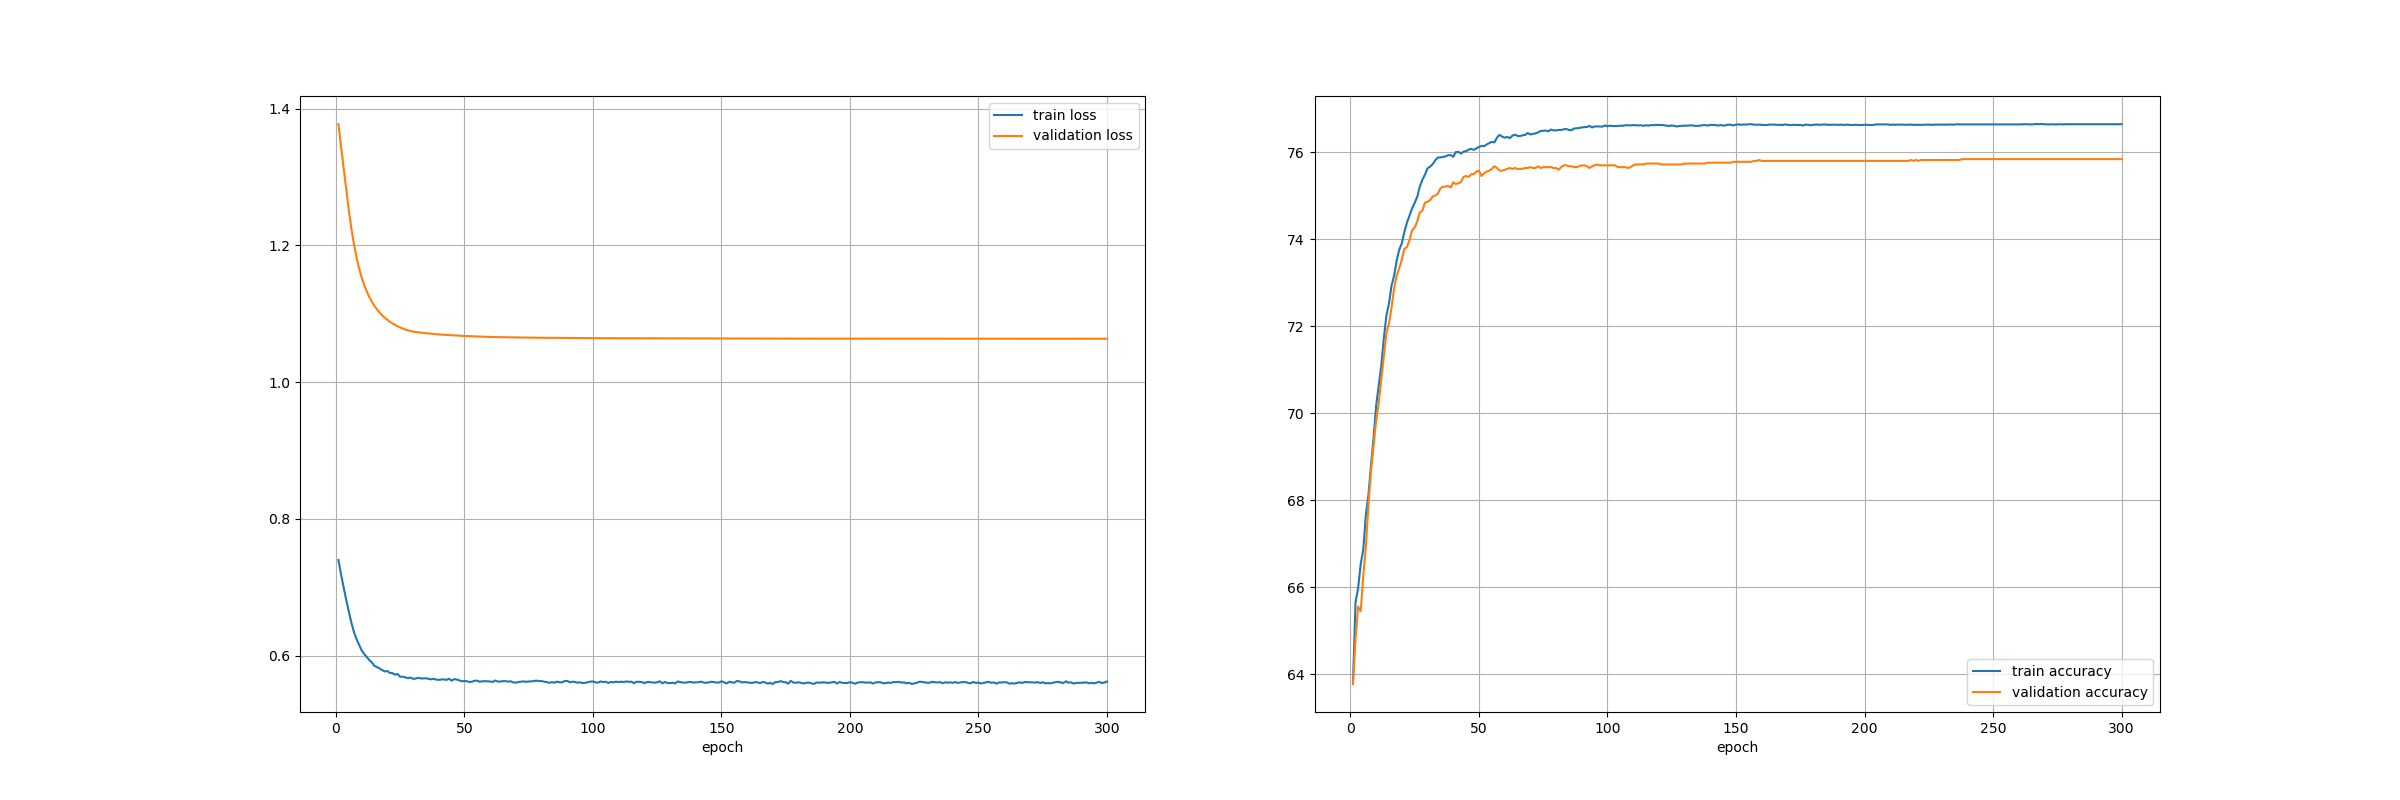 train loss
validation loss
1.4
1.2
1.0
0.8
0.6
0 50 100 150 200 250 300
epoch
76
74
72
70
68
66
64
train accuracy
validation accuracy
0 50 100 150 200 250 300
epoch